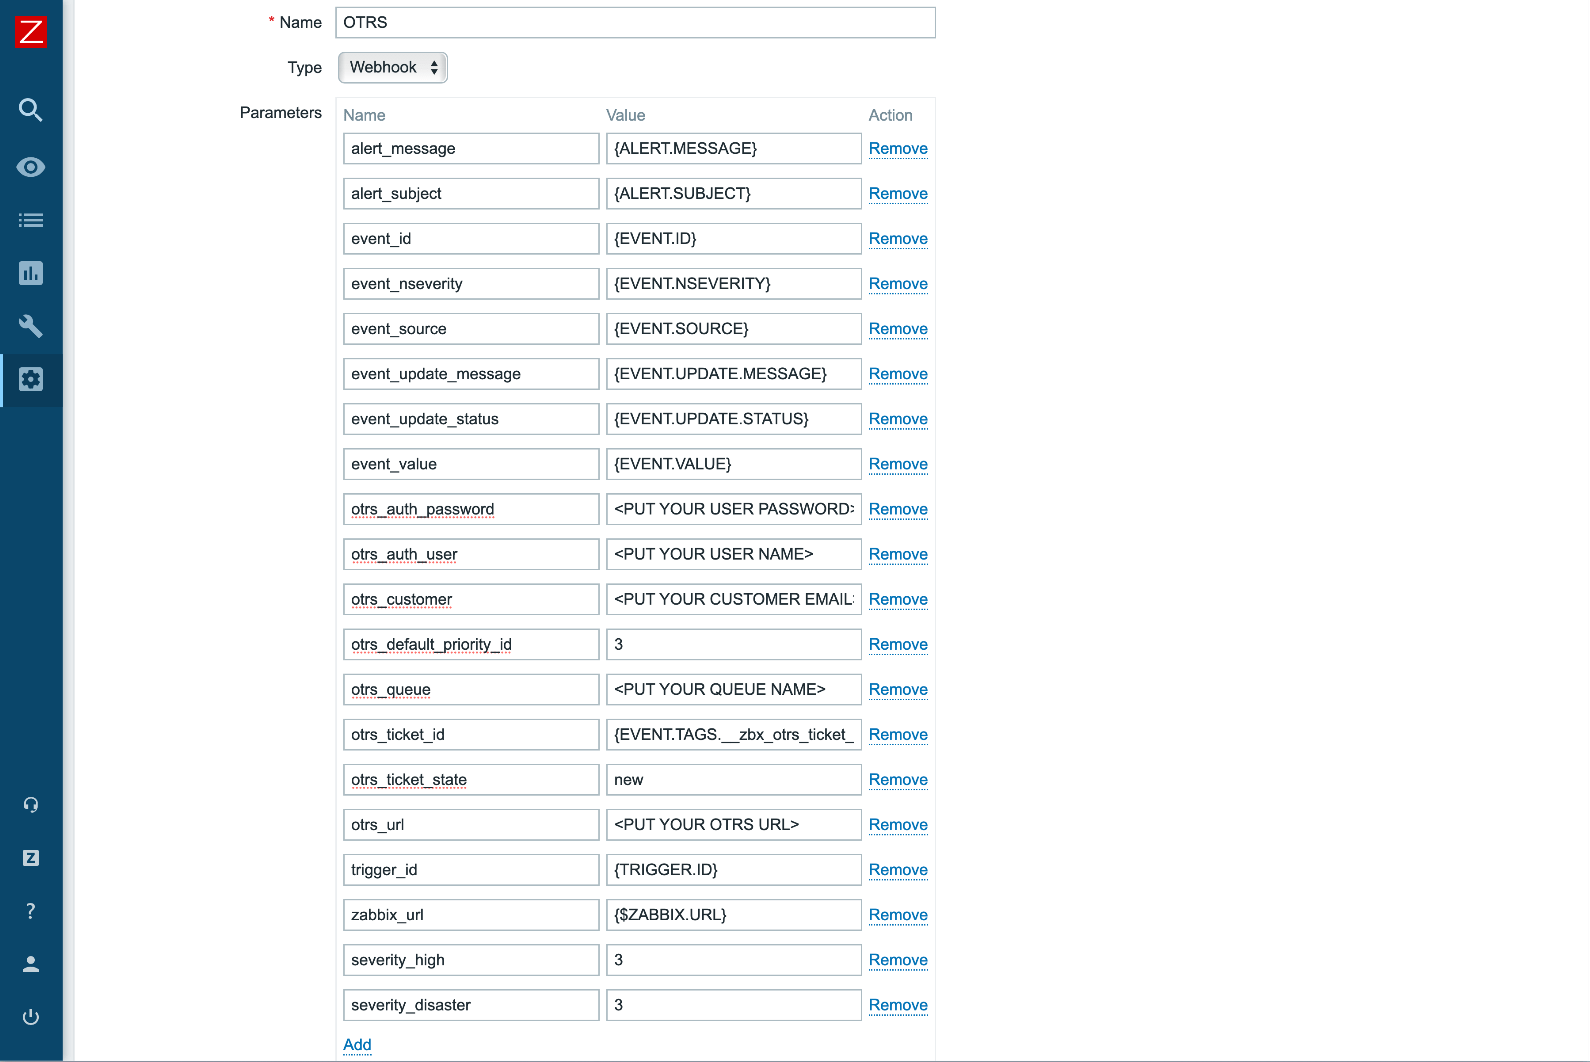 Z
* Name OTRS
Type Webhook
Parameters Name Value Action
alert_message {ALERT.MESSAGE} Remove
alert_subject {ALERT.SUBJECT} Remove
event_id {EVENT.ID} Remove
event_nseverity {EVENT.NSEVERITY} Remove
event_source {EVENT.SOURCE} Remove
event_update_message {EVENT.UPDATE.MESSAGE} Remove
event_update_status {EVENT.UPDATE.STATUS} Remove
event_value {EVENT.VALUE} Remove
otrs_auth_password <PUT YOUR USER PASSWORD> Remove
otrs_auth_user <PUT YOUR USER NAME> Remove
otrs_customer <PUT YOUR CUSTOMER EMAIL Remove
otrs_default_priority_id 3 Remove
otrs_queue <PUT YOUR QUEUE NAME> Remove
otrs_ticket_id {EVENT.TAGS.__zbx_otrs_ticket_ Remove
otrs_ticket_state new Remove
otrs_url <PUT YOUR OTRS URL> Remove
trigger_id {TRIGGER.ID} Remove
zabbix_url {$ZABBIX.URL} Remove
severity_high 3 Remove
severity_disaster 3 Remove
Add
Z
?